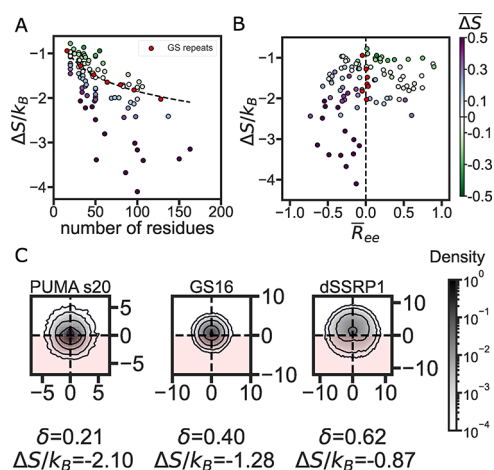 A
GS repeats
−1
−2
−3
−4
ΔS/k_B
0 50 100 150 200
number of residues
B
−1
−2
−3
−4
ΔS/k_B
−1.0 −0.5 0.0 0.5 1.0
R̅_ee
Δ̅S̅
0.5
0.3
0.1
0
0.1
0.3
0.5
C
PUMA s20
GS16
dSSRP1
Density
5
0
−5
−5 0 5
10
0
−10
−10 0 10
10
0
−10
−10 0 10
10^0
10^−1
10^−2
10^−3
10^−4
δ=0.21
ΔS/k_B=-2.10
δ=0.40
ΔS/k_B=-1.28
δ=0.62
ΔS/k_B=-0.87